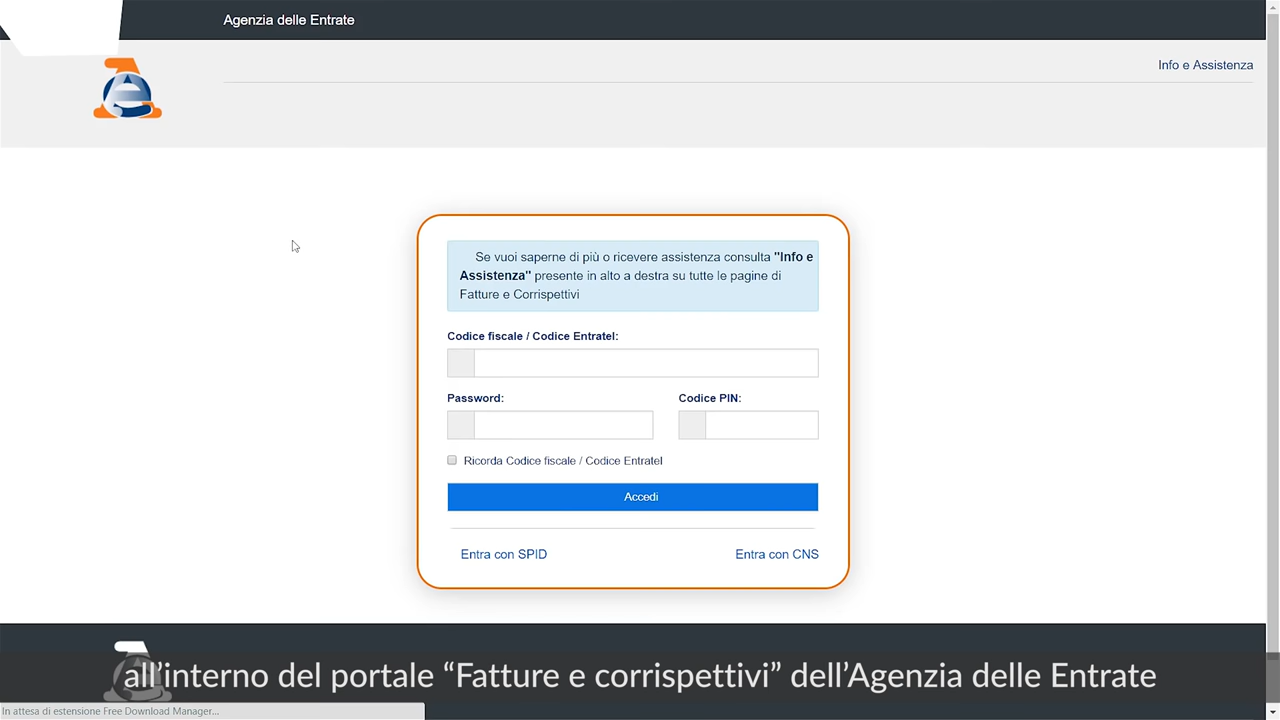 Agenzia delle Entrate
Info e Assistenza
Se vuoi saperne di più o ricevere assistenza consulta "Info e
Assistenza" presente in alto a destra su tutte le pagine di
Fatture e Corrispettivi
Codice fiscale / Codice Entratel:
Password:
Codice PIN:
Ricorda Codice fiscale / Codice Entratel
Accedi
Entra con SPID
Entra con CNS
all’interno del portale “Fatture e corrispettivi” dell’Agenzia delle Entrate
In attesa di estensione Free Download Manager...